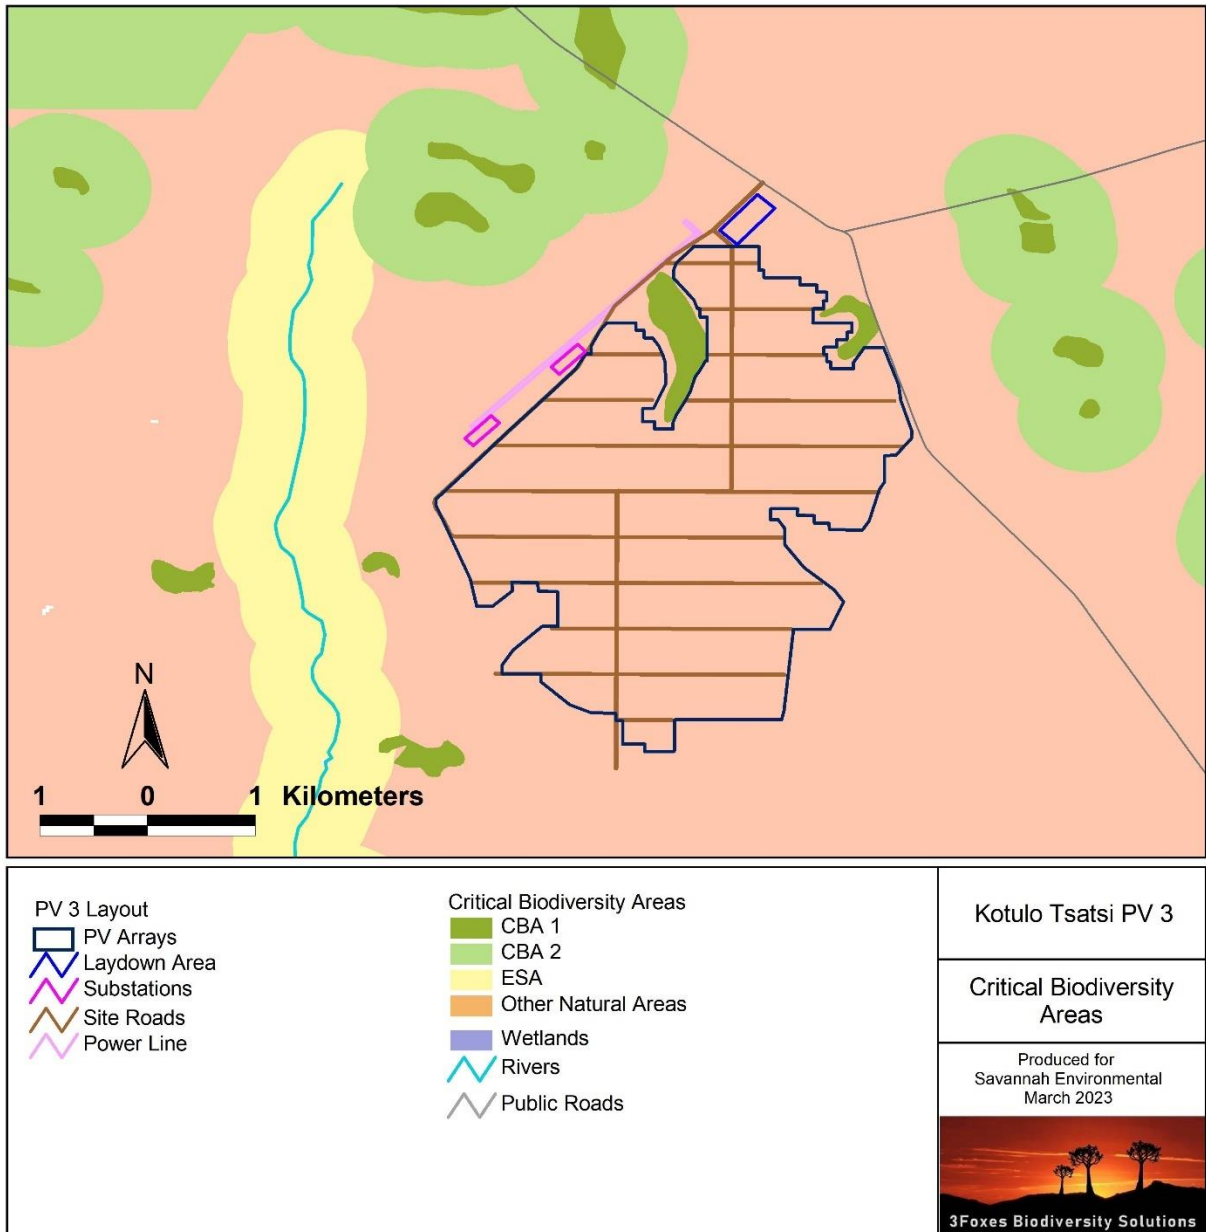 N
1 0 1 Kilometers
PV 3 Layout
PV Arrays
Laydown Area
Substations
Site Roads
Power Line
Critical Biodiversity Areas
CBA 1
CBA 2
ESA
Other Natural Areas
Wetlands
Rivers
Public Roads
Kotulo Tsatsi PV 3
Critical Biodiversity
Areas
Produced for
Savannah Environmental
March 2023
3Foxes Biodiversity Solutions